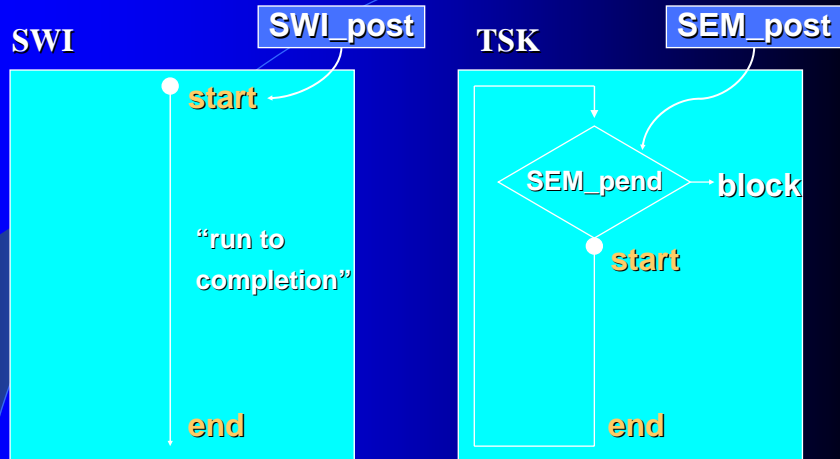 SWI
SWI_post
start
“run to
completion”
end
TSK
SEM_post
SEM_pend
block
start
end